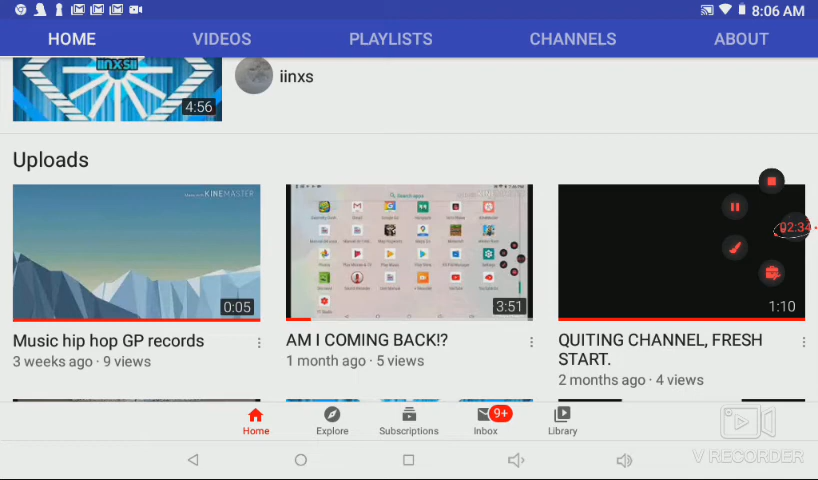 8:06 AM
HOME VIDEOS PLAYLISTS CHANNELS ABOUT
iinxsii
4:56
iinxs
Uploads
KINEMASTER
0:05
3:51
02:34
1:10
Music hip hop GP records
3 weeks ago · 9 views
AM I COMING BACK!?
1 month ago · 5 views
QUITING CHANNEL, FRESH
START.
2 months ago · 4 views
Home
Explore
Subscriptions
9+
Inbox
Library
V RECORDER